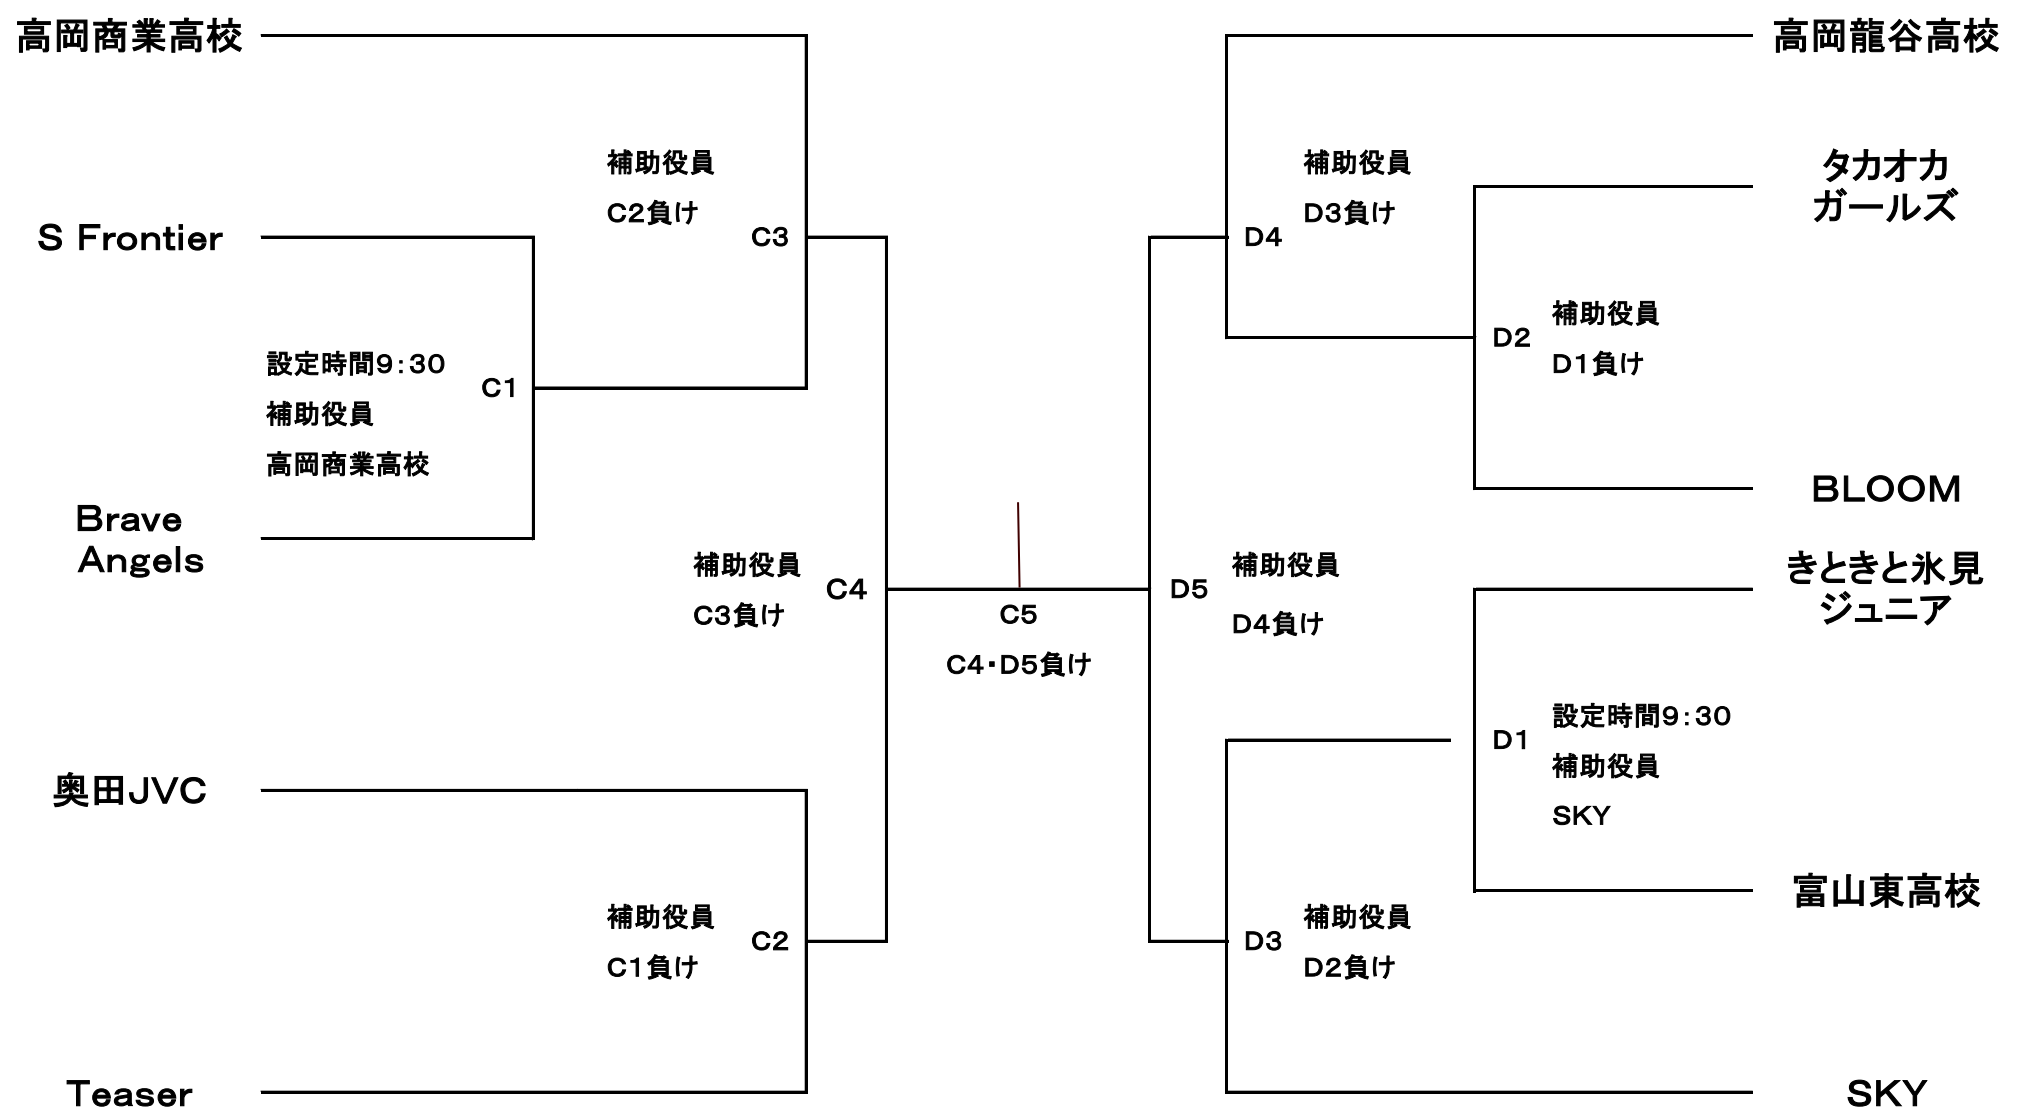 高岡商業高校
S Frontier
Brave
Angels
奥田JVC
Teaser
設定時間9:30
補助役員
高岡商業高校
C1
補助役員
C2負け
C3
補助役員
C3負け
C4
補助役員
C1負け
C2
C5
C4・D5負け
D4
補助役員
D3負け
D2
補助役員
D1負け
D5
補助役員
D4負け
D1
設定時間9:30
補助役員
SKY
D3
補助役員
D2負け
高岡龍谷高校
タカオカ
ガールズ
BLOOM
きときと氷見
ジュニア
富山東高校
SKY